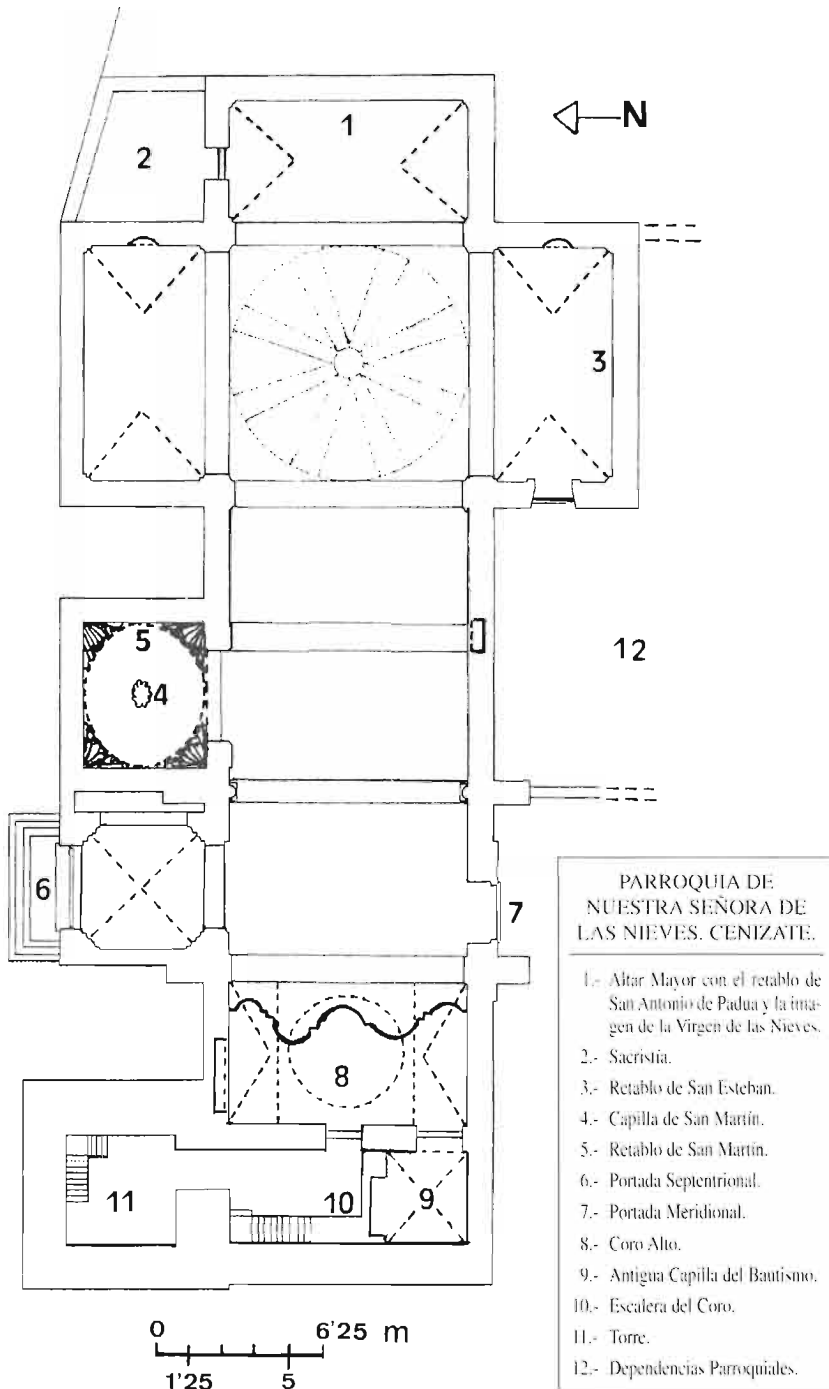 1
2
N
3
5
4
12
6
7
8
11
10
9
0 6'25 m
1'25 5
PARROQUIA DE
NUESTRA SEÑORA DE
LAS NIEVES. CENIZATE.
1.- Altar Mayor con el retablo de
San Antonio de Padua y la ima-
gen de la Virgen de las Nieves.
2.- Sacristía.
3.- Retablo de San Esteban.
4.- Capilla de San Martín.
5.- Retablo de San Martín.
6.- Portada Septentrional.
7.- Portada Meridional.
8.- Coro Alto.
9.- Antigua Capilla del Bautismo.
10.- Escalera del Coro.
11.- Torre.
12.- Dependencias Parroquiales.